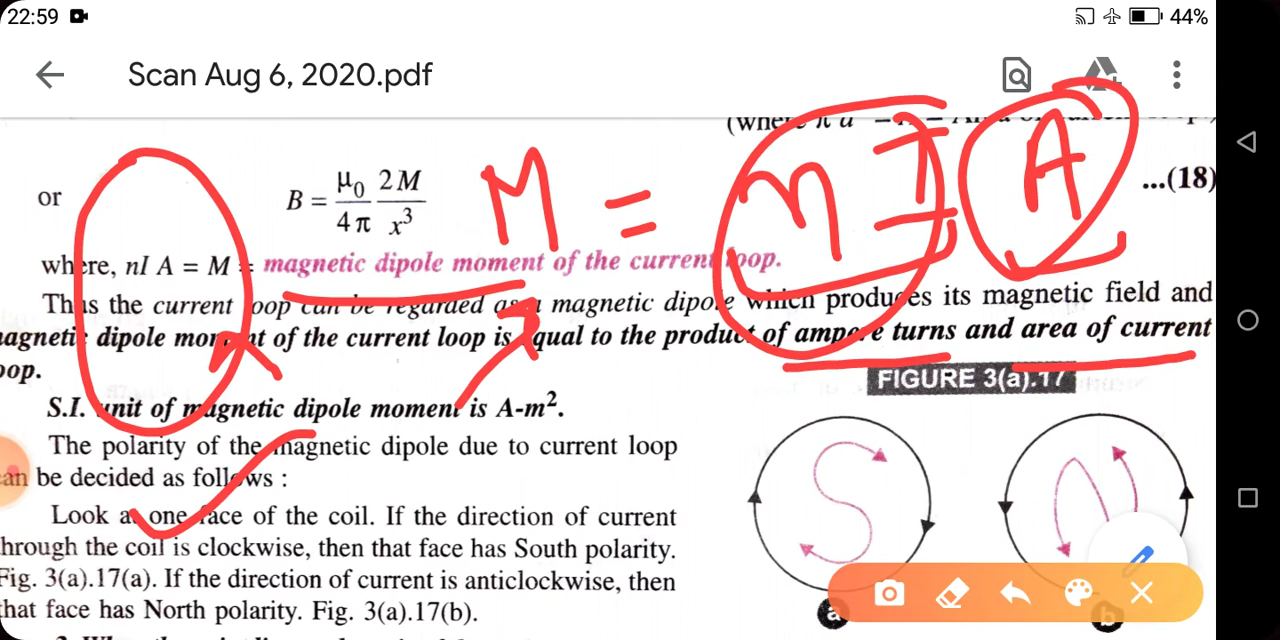 22:59 44%
Scan Aug 6, 2020.pdf
(where
or B = μ₀/4π 2M/x³ M = nI A ...(18)
where, nI A = M = magnetic dipole moment of the current loop.
Thus the current loop can be regarded as a magnetic dipole which produces its magnetic field and
agnetic dipole moment of the current loop is equal to the product of ampere turns and area of current
oop.
FIGURE 3(a).17
S.I. unit of magnetic dipole moment is A-m².
The polarity of the magnetic dipole due to current loop
an be decided as follows :
Look at one face of the coil. If the direction of current
hrough the coil is clockwise, then that face has South polarity.
Fig. 3(a).17(a). If the direction of current is anticlockwise, then
that face has North polarity. Fig. 3(a).17(b).
S N
a b